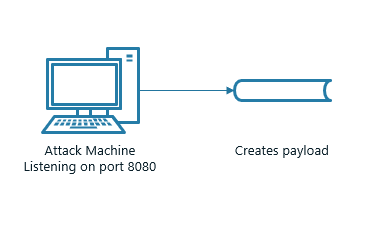 Attack Machine
Listening on port 8080
Creates payload